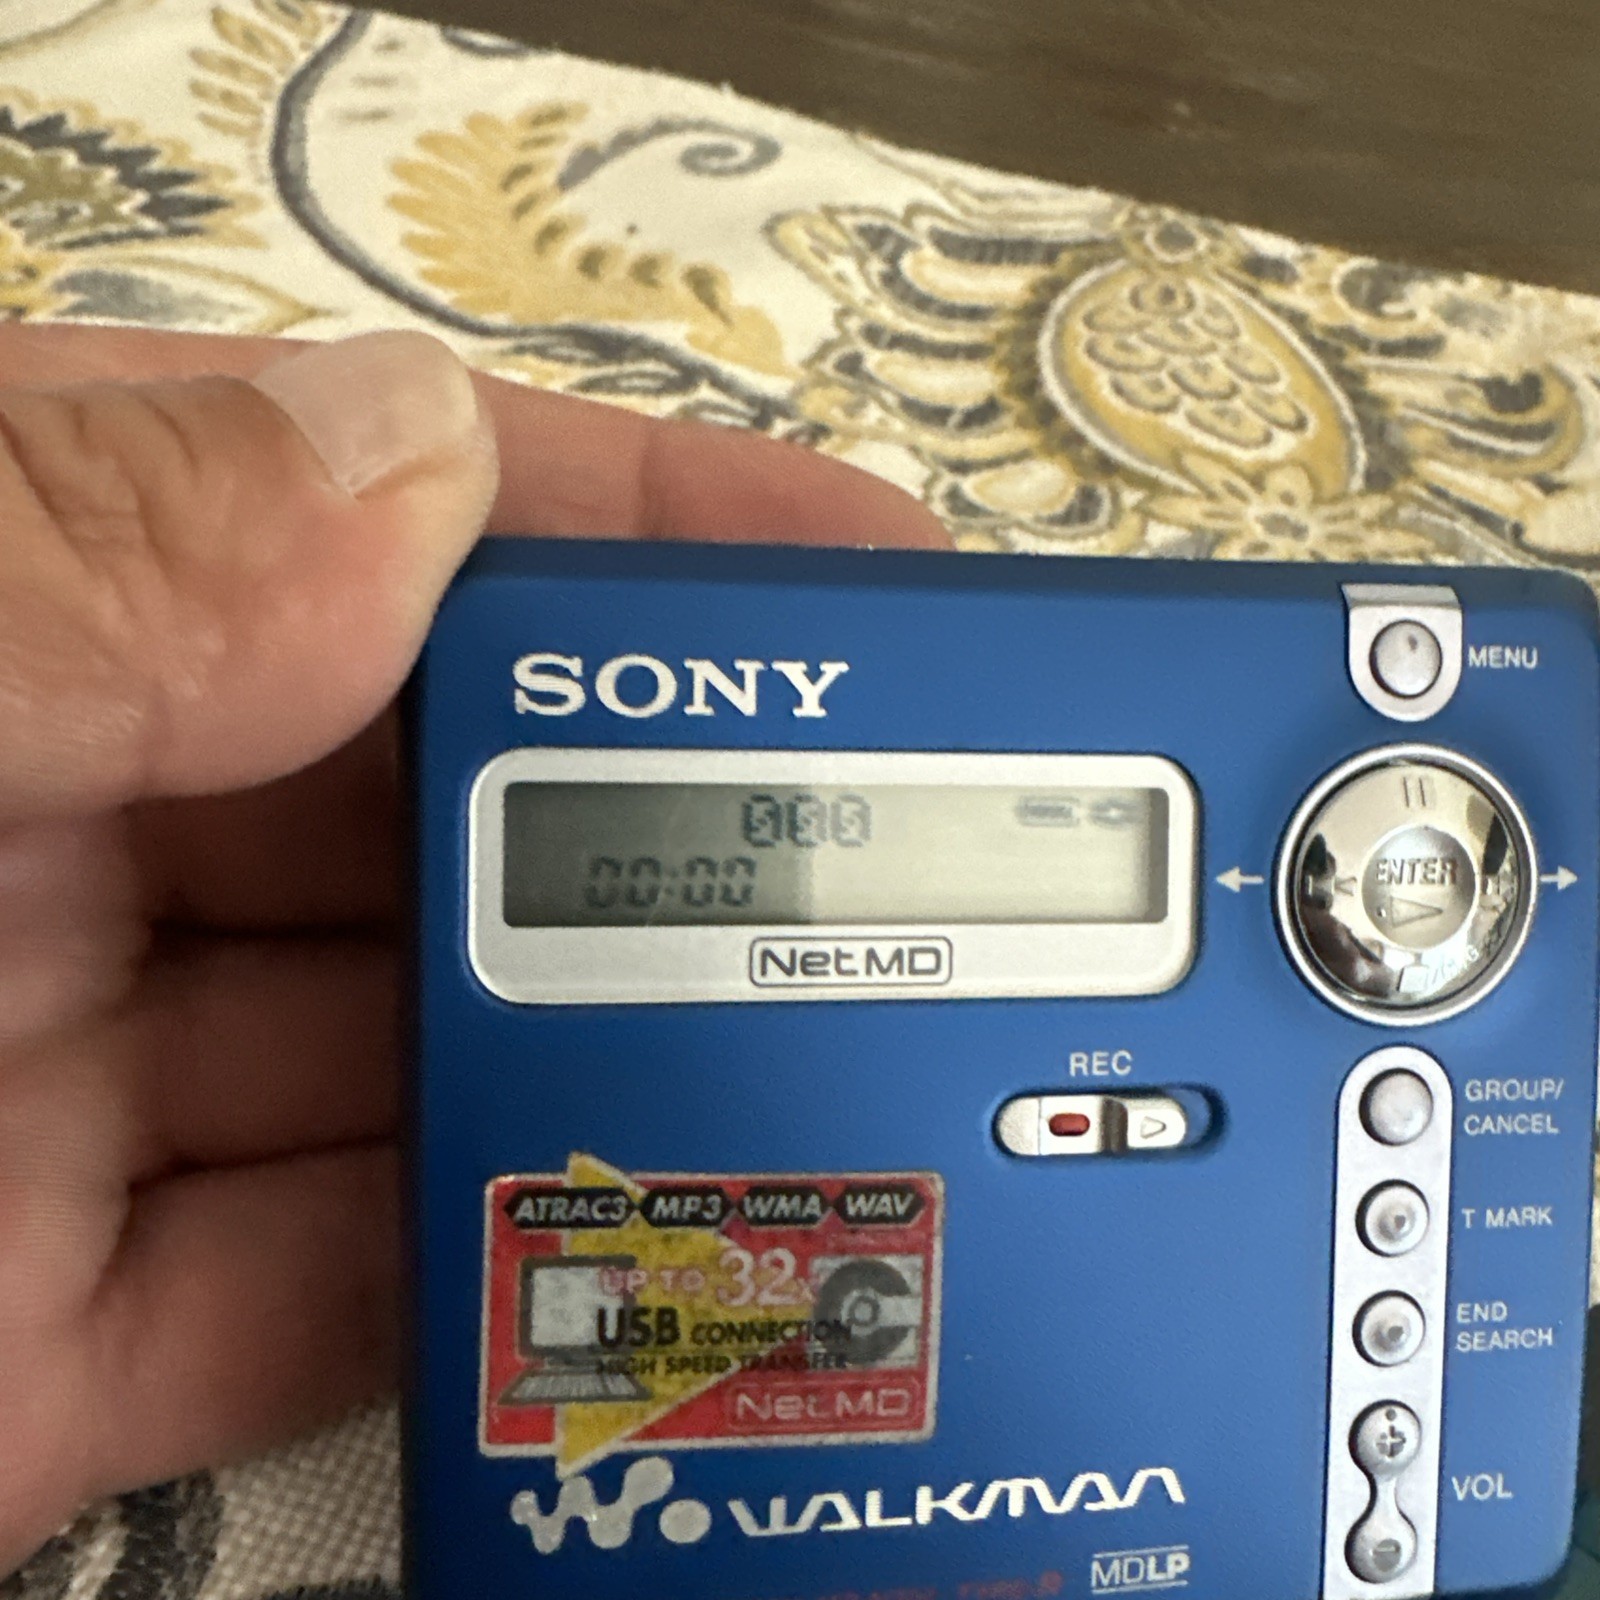 SONY
MENU
000
00:00
NetMD
ENTER
REC
GROUP/
CANCEL
T MARK
END
SEARCH
VOL
ATRAC3 MP3 WMA WAV
UP TO 32x
USB CONNECTION
HIGH SPEED TRANSFER
NetMD
WALKMAN
MDLP